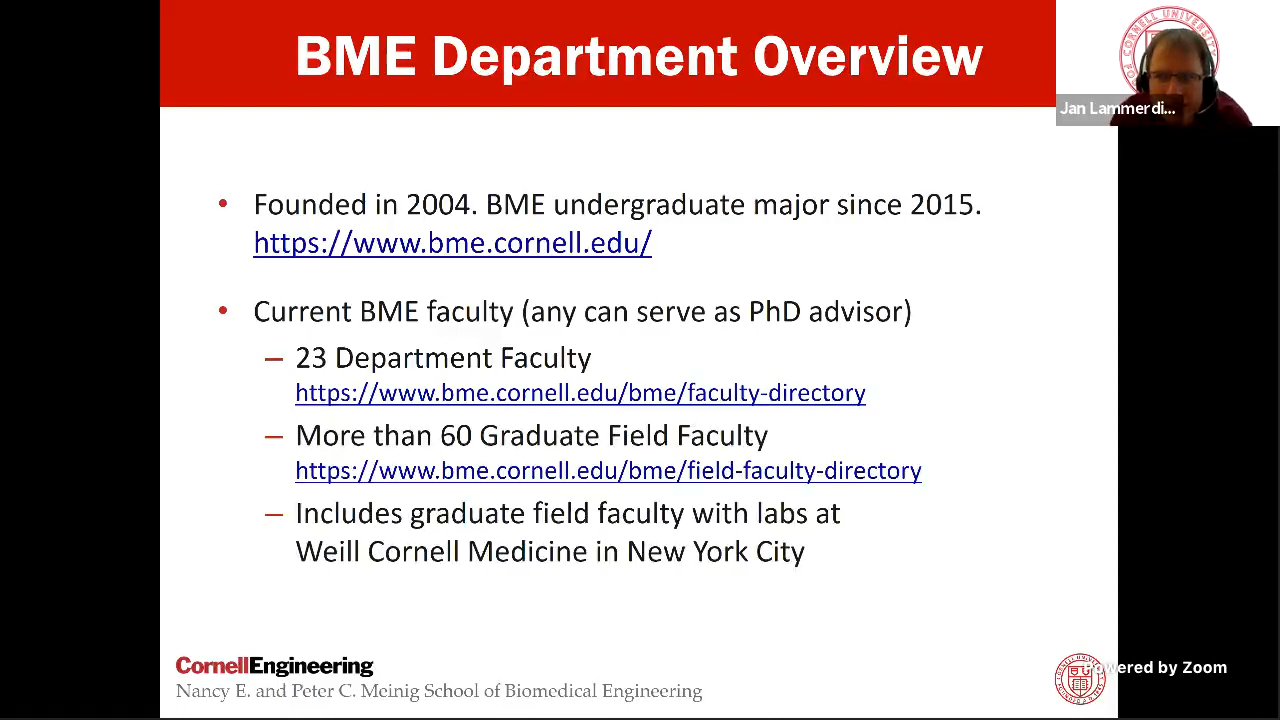 BME Department Overview
Jan Lammerdi...
• Founded in 2004. BME undergraduate major since 2015.
https://www.bme.cornell.edu/
• Current BME faculty (any can serve as PhD advisor)
– 23 Department Faculty
https://www.bme.cornell.edu/bme/faculty-directory
– More than 60 Graduate Field Faculty
https://www.bme.cornell.edu/bme/field-faculty-directory
– Includes graduate field faculty with labs at
Weill Cornell Medicine in New York City
CornellEngineering
Nancy E. and Peter C. Meinig School of Biomedical Engineering
Powered by Zoom